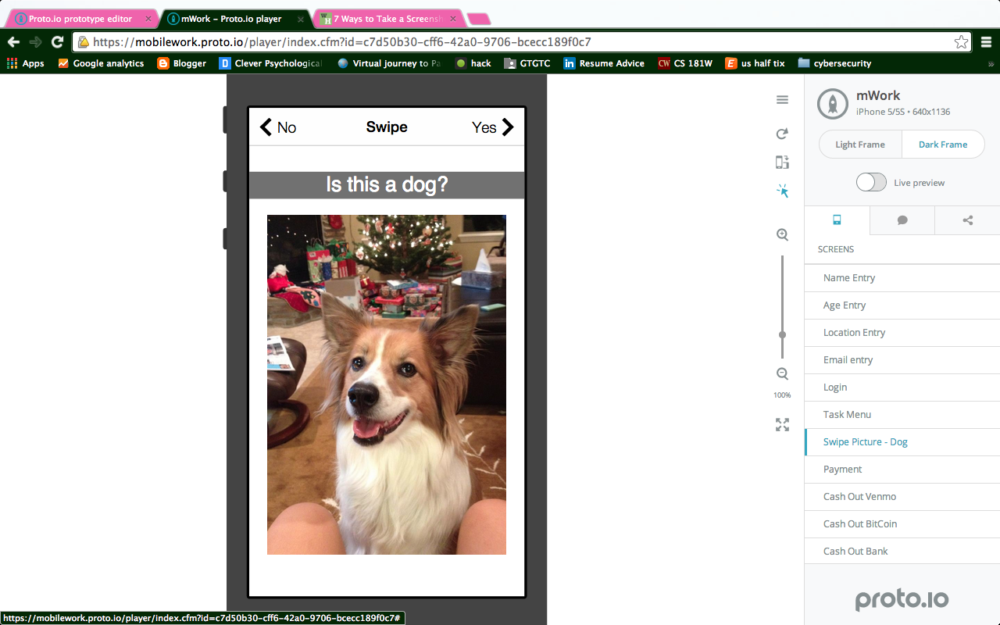 Proto.io prototype editor
mWork – Proto.io player
7 Ways to Take a Screensh
https://mobilework.proto.io/player/index.cfm?id=c7d50b30-cff6-42a0-9706-bcecc189f0c7
Apps
Google analytics
Blogger
Clever Psychological
Virtual journey to Pa
hack
GTGTC
Resume Advice
CW CS 181W
us half tix
cybersecurity
»
No
Swipe
Yes
Is this a dog?
100%
mWork
iPhone 5/5S • 640x1136
Light Frame
Dark Frame
Live preview
SCREENS
Name Entry
Age Entry
Location Entry
Email entry
Login
Task Menu
Swipe Picture - Dog
Payment
Cash Out Venmo
Cash Out BitCoin
Cash Out Bank
proto.io
https://mobilework.proto.io/player/index.cfm?id=c7d50b30-cff6-42a0-9706-bcecc189f0c7#